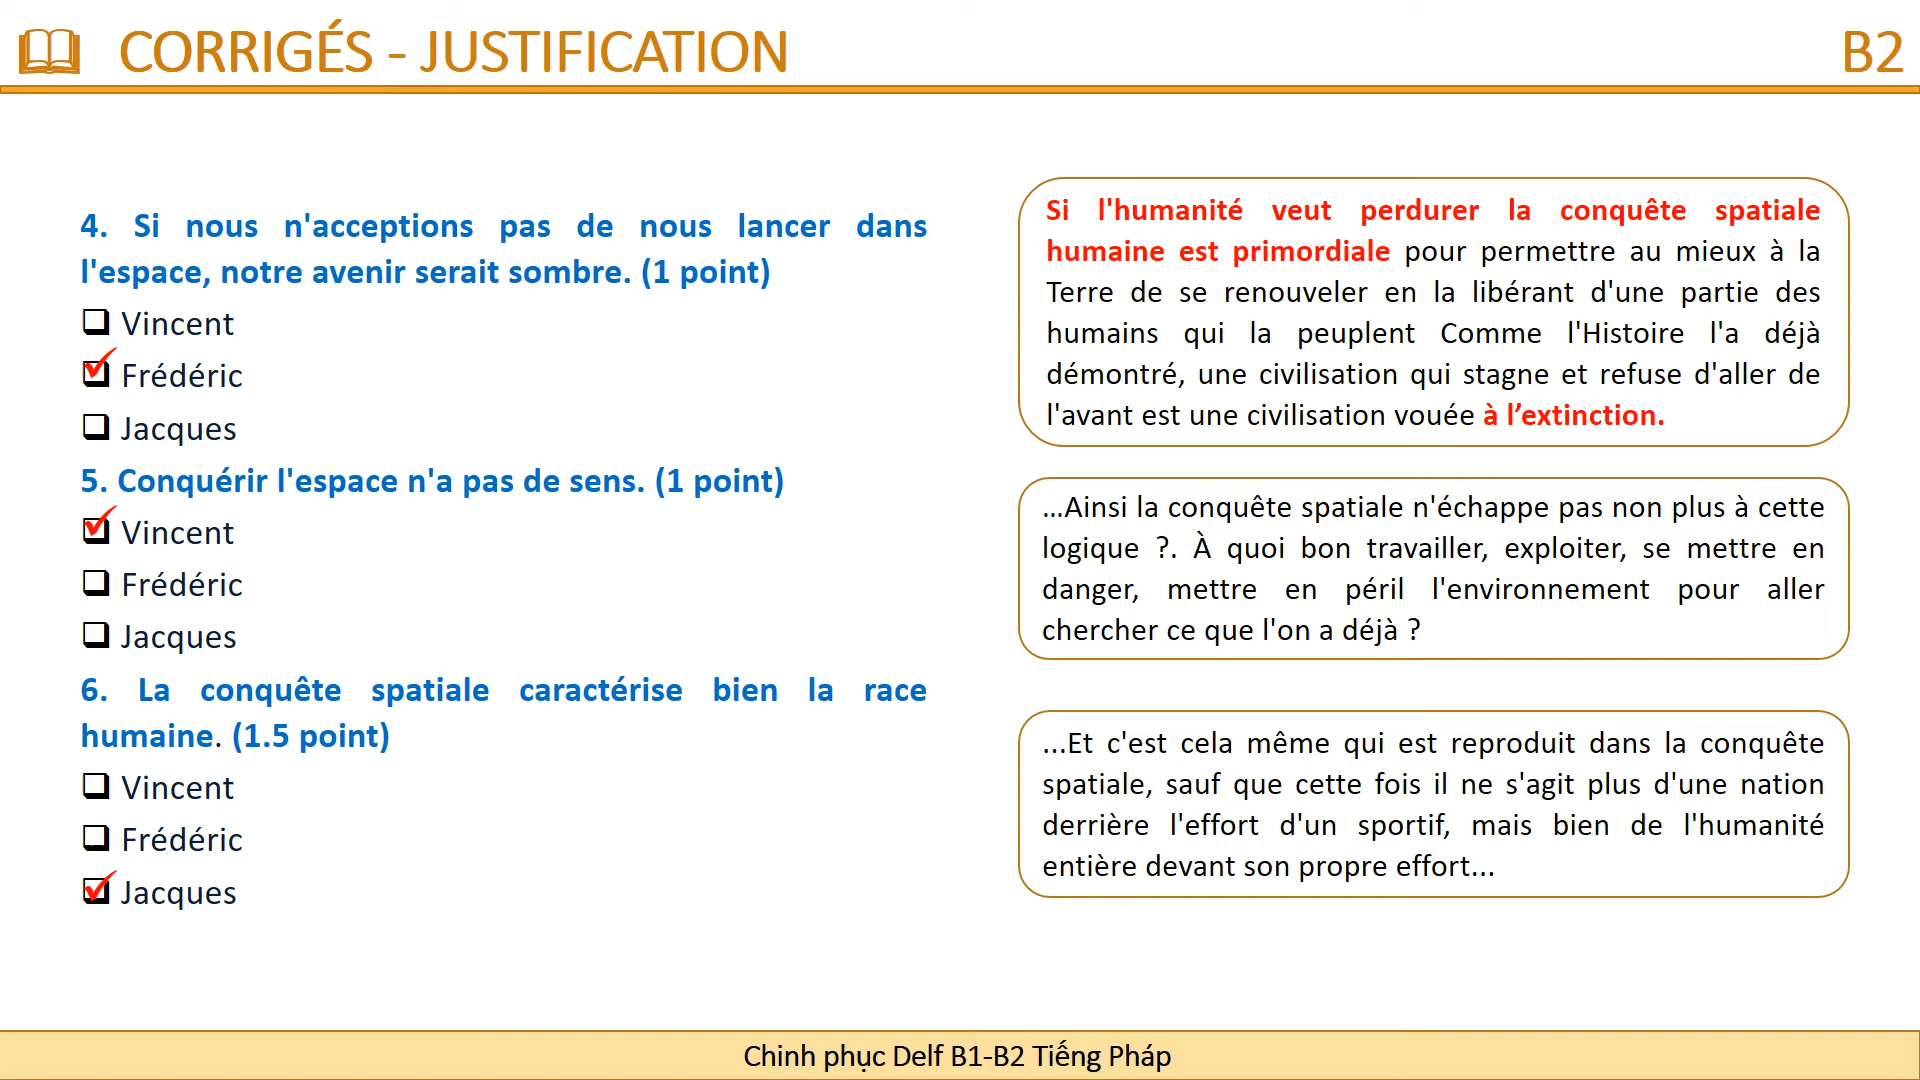 CORRIGÉS - JUSTIFICATION
B2
4. Si nous n'acceptions pas de nous lancer dans
l'espace, notre avenir serait sombre. (1 point)
Vincent
Frédéric
Jacques
5. Conquérir l'espace n'a pas de sens. (1 point)
Vincent
Frédéric
Jacques
6. La conquête spatiale caractérise bien la race
humaine. (1.5 point)
Vincent
Frédéric
Jacques
Si l'humanité veut perdurer la conquête spatiale
humaine est primordiale pour permettre au mieux à la
Terre de se renouveler en la libérant d'une partie des
humains qui la peuplent Comme l'Histoire l'a déjà
démontré, une civilisation qui stagne et refuse d'aller de
l'avant est une civilisation vouée à l’extinction.
...Ainsi la conquête spatiale n'échappe pas non plus à cette
logique ?. À quoi bon travailler, exploiter, se mettre en
danger, mettre en péril l'environnement pour aller
chercher ce que l'on a déjà ?
...Et c'est cela même qui est reproduit dans la conquête
spatiale, sauf que cette fois il ne s'agit plus d'une nation
derrière l'effort d'un sportif, mais bien de l'humanité
entière devant son propre effort...
Chinh phục Delf B1-B2 Tiếng Pháp